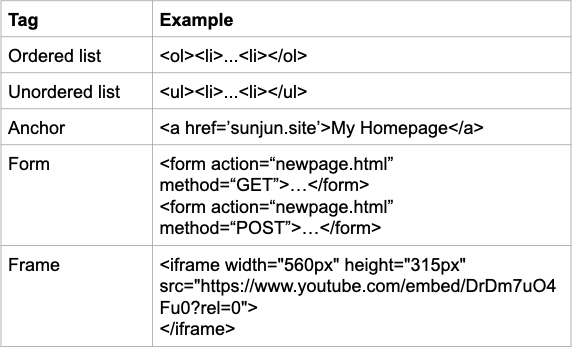 Tag Example
Ordered list <ol><li>...<li></ol>
Unordered list <ul><li>...<li></ul>
Anchor <a href=’sunjun.site’>My Homepage</a>
Form <form action=“newpage.html”
method=“GET”>…</form>
<form action=“newpage.html”
method=“POST”>…</form>
Frame <iframe width="560px" height="315px"
src="https://www.youtube.com/embed/DrDm7uO4
Fu0?rel=0">
</iframe>